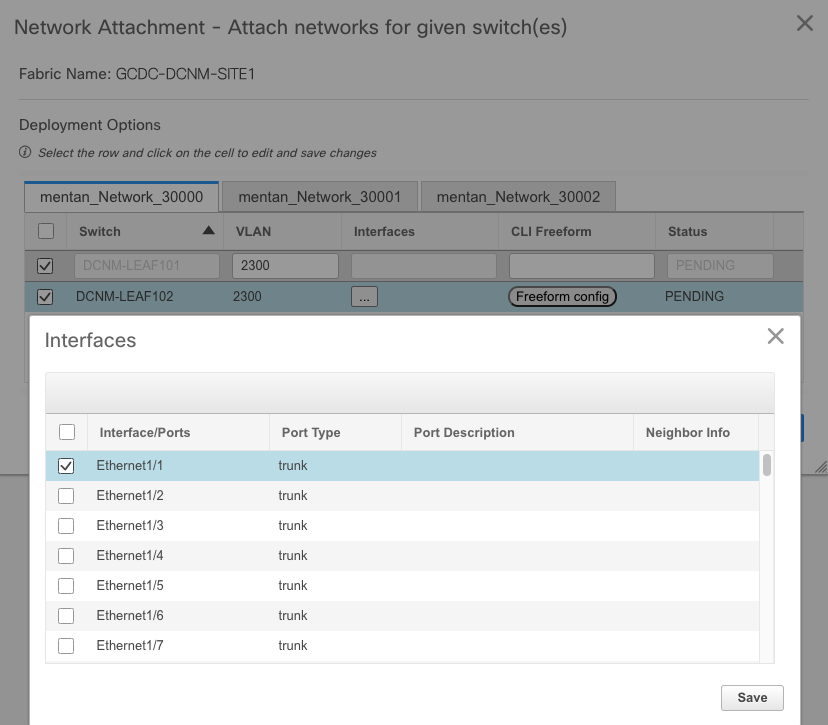 Network Attachment - Attach networks for given switch(es)
Fabric Name: GCDC-DCNM-SITE1
Deployment Options
Select the row and click on the cell to edit and save changes
mentan_Network_30000 mentan_Network_30001 mentan_Network_30002
Switch VLAN Interfaces CLI Freeform Status
DCNM-LEAF101 2300 PENDING
DCNM-LEAF102 2300 ... Freeform config PENDING
Interfaces
Interface/Ports Port Type Port Description Neighbor Info
Ethernet1/1 trunk
Ethernet1/2 trunk
Ethernet1/3 trunk
Ethernet1/4 trunk
Ethernet1/5 trunk
Ethernet1/6 trunk
Ethernet1/7 trunk
Save